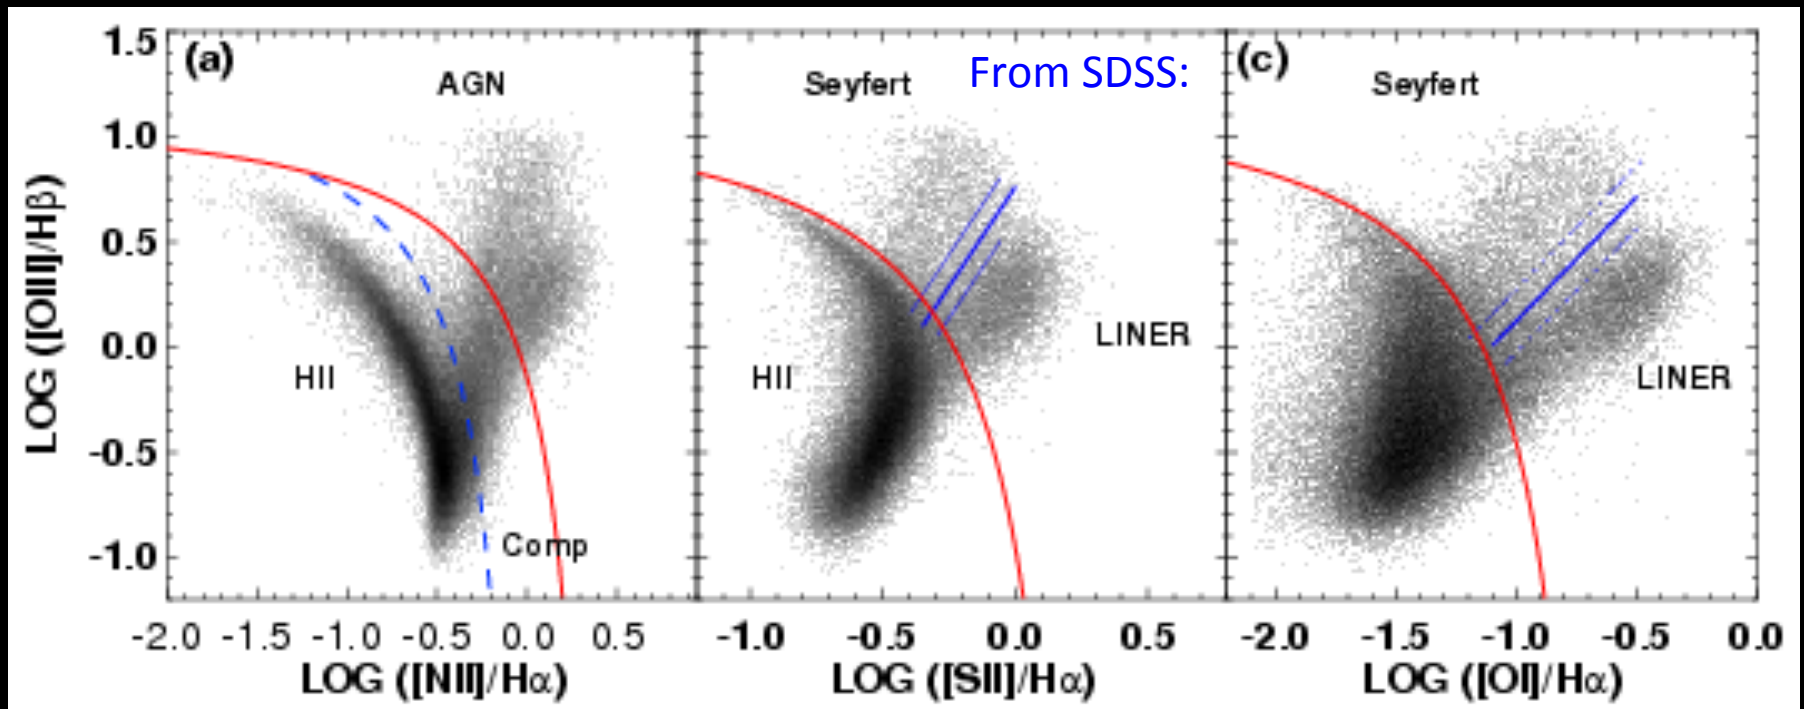 (a)
AGN
HII
Comp
Seyfert
From SDSS:
HII
LINER
(c)
Seyfert
LINER
LOG ([OIII]/Hβ)
1.5
1.0
0.5
0.0
-0.5
-1.0
-2.0 -1.5 -1.0 -0.5 0.0 0.5
LOG ([NII]/Hα)
-1.0 -0.5 0.0 0.5
LOG ([SII]/Hα)
-2.0 -1.5 -1.0 -0.5 0.0
LOG ([OI]/Hα)